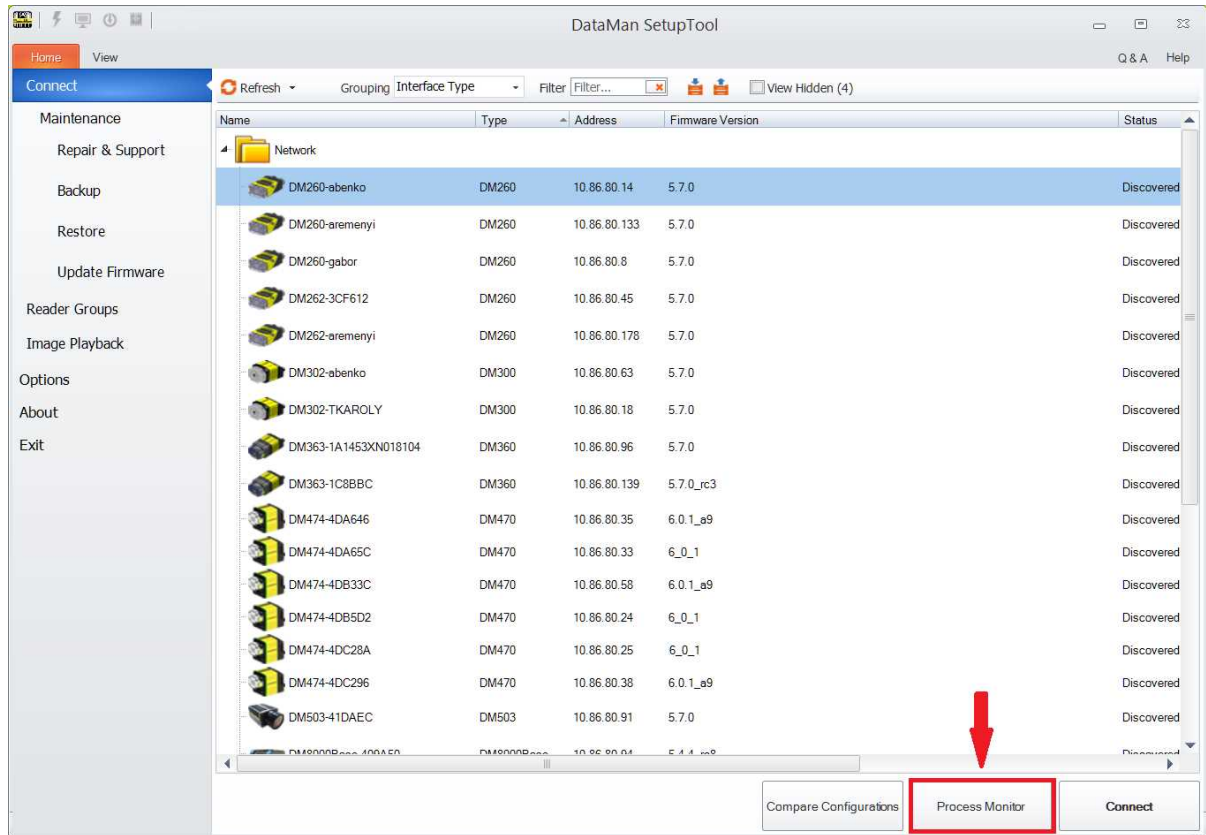 DataMan SetupTool
Home View Q & A Help
Connect
Maintenance
Repair & Support
Backup
Restore
Update Firmware
Reader Groups
Image Playback
Options
About
Exit
Refresh Grouping Interface Type Filter Filter... View Hidden (4)
Name Type Address Firmware Version Status
Network
DM260-abenko DM260 10.86.80.14 5.7.0 Discovered
DM260-aremenyi DM260 10.86.80.133 5.7.0 Discovered
DM260-gabor DM260 10.86.80.8 5.7.0 Discovered
DM262-3CF612 DM260 10.86.80.45 5.7.0 Discovered
DM262-aremenyi DM260 10.86.80.178 5.7.0 Discovered
DM302-abenko DM300 10.86.80.63 5.7.0 Discovered
DM302-TKAROLY DM300 10.86.80.18 5.7.0 Discovered
DM363-1A1453XN018104 DM360 10.86.80.96 5.7.0 Discovered
DM363-1C8BBC DM360 10.86.80.139 5.7.0_rc3 Discovered
DM474-4DA646 DM470 10.86.80.35 6.0.1_a9 Discovered
DM474-4DA65C DM470 10.86.80.33 6_0_1 Discovered
DM474-4DB33C DM470 10.86.80.58 6.0.1_a9 Discovered
DM474-4DB5D2 DM470 10.86.80.24 6_0_1 Discovered
DM474-4DC28A DM470 10.86.80.25 6_0_1 Discovered
DM474-4DC296 DM470 10.86.80.38 6.0.1_a9 Discovered
DM503-41DAEC DM503 10.86.80.91 5.7.0 Discovered
Compare Configurations Process Monitor Connect